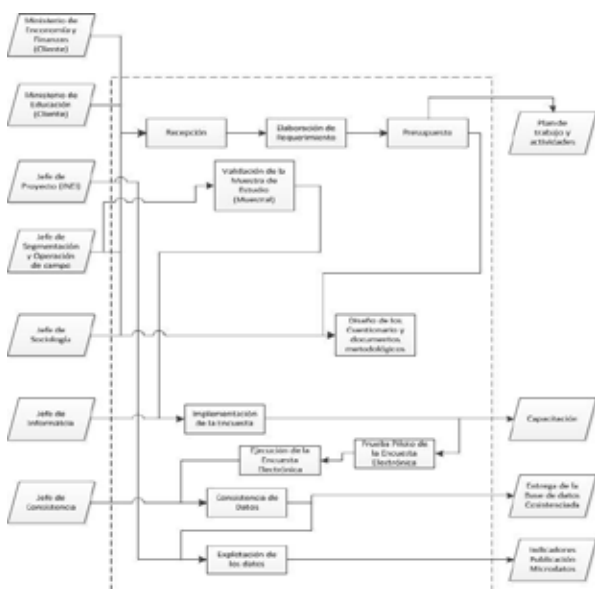 Ministerio de
Economía y
Finanzas
(Cliente)
Ministerio de
Educación
(Cliente)
Recepción
Elaboración de
Requerimiento
Presupuesto
Plan de
trabajo y
actividades
Jefe de
Proyecto (INEI)
Validación de la
Muestra de
Estudio
(Muestral)
Jefe de
Segmentación
y Operación
de campo
Jefe de
Sociología
Diseño de los
Cuestionario y
documentos
metodológicos
Jefe de
Informática
Implementación
de la Encuesta
Capacitación
Ejecución de la
Encuesta
Electrónica
Prueba Piloto de
la Encuesta
Electrónica
Jefe de
Consistencia
Consistencia de
Datos
Entrega de la
Base de datos
Cosistenciada
Explotación de
los datos
Indicadores
Publicación
Microdatos